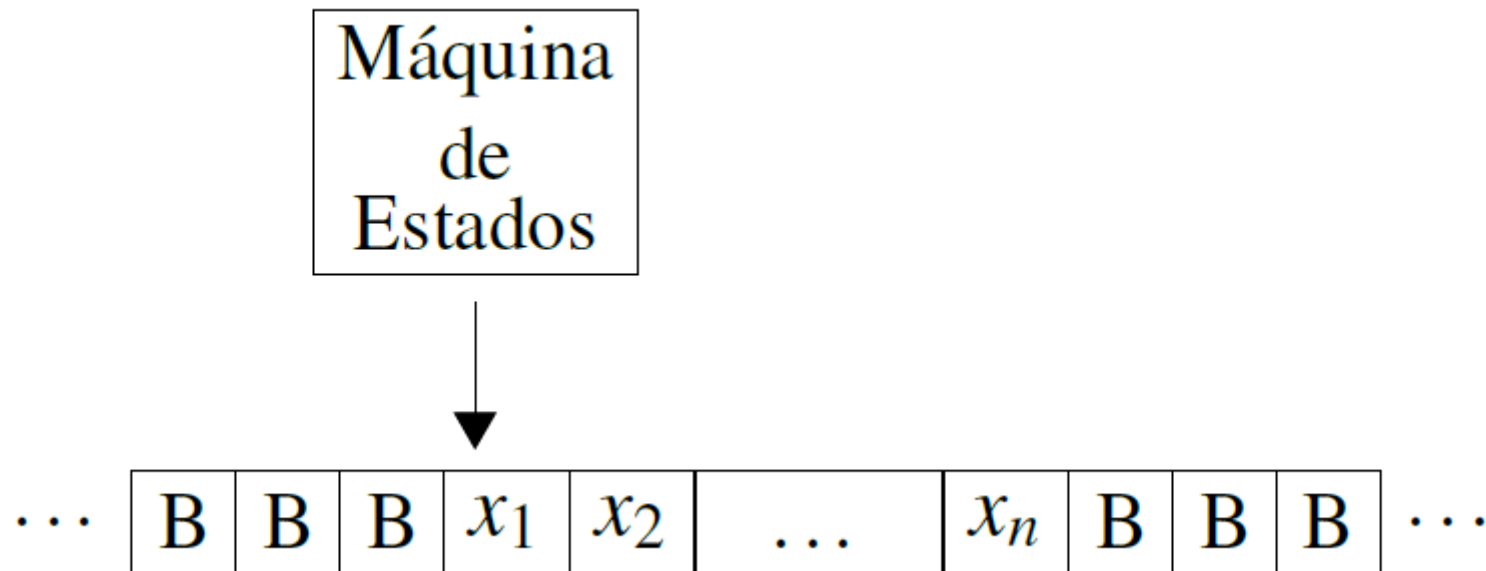 Máquina
de
Estados
... B B B x₁ x₂ ... xₙ B B B ...